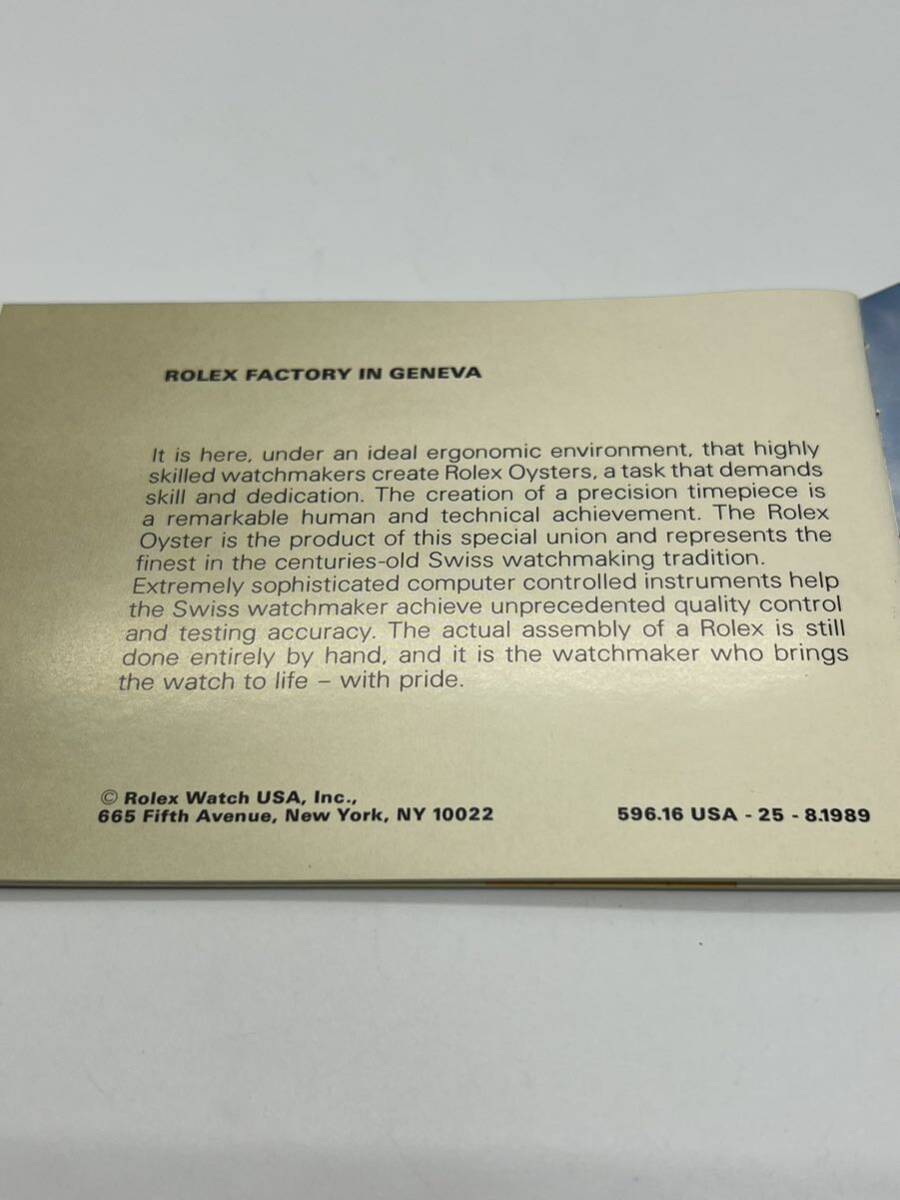 ROLEX FACTORY IN GENEVA
It is here, under an ideal ergonomic environment, that highly
skilled watchmakers create Rolex Oysters, a task that demands
skill and dedication. The creation of a precision timepiece is
a remarkable human and technical achievement. The Rolex
Oyster is the product of this special union and represents the
finest in the centuries-old Swiss watchmaking tradition.
Extremely sophisticated computer controlled instruments help
the Swiss watchmaker achieve unprecedented quality control
and testing accuracy. The actual assembly of a Rolex is still
done entirely by hand, and it is the watchmaker who brings
the watch to life – with pride.
© Rolex Watch USA, Inc.,
665 Fifth Avenue, New York, NY 10022 596.16 USA - 25 - 8.1989